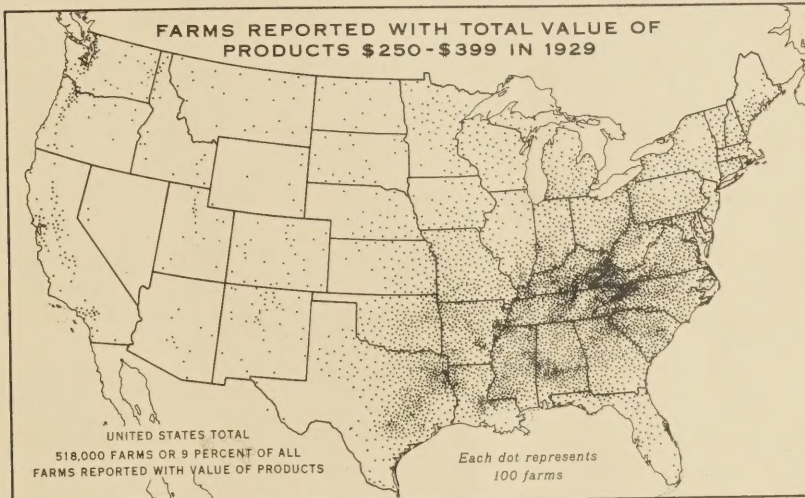 FARMS REPORTED WITH TOTAL VALUE OF
PRODUCTS $250-$399 IN 1929
UNITED STATES TOTAL
518,000 FARMS OR 9 PERCENT OF ALL
FARMS REPORTED WITH VALUE OF PRODUCTS
Each dot represents
100 farms